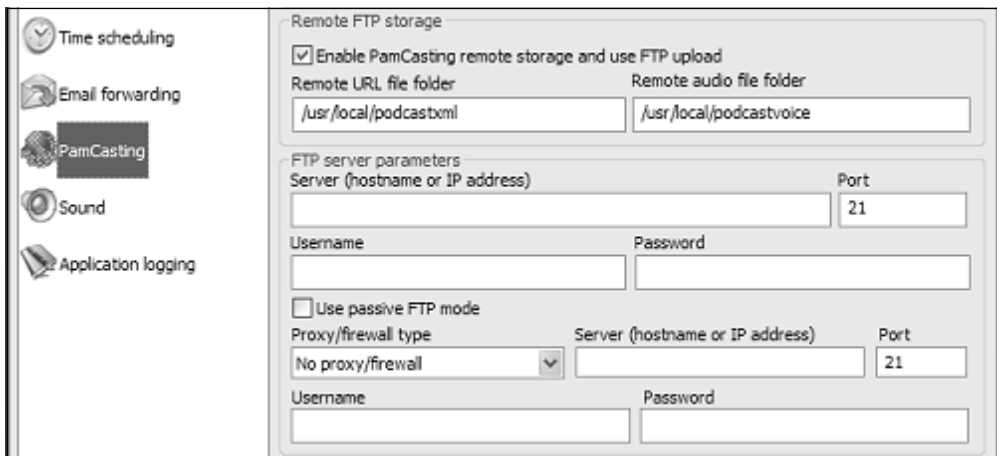 Time scheduling
Email forwarding
PamCasting
Sound
Application logging
Remote FTP storage
Enable PamCasting remote storage and use FTP upload
Remote URL file folder Remote audio file folder
/usr/local/podcastxml /usr/local/podcastvoice
FTP server parameters
Server (hostname or IP address) Port
21
Username Password
Use passive FTP mode
Proxy/firewall type Server (hostname or IP address) Port
No proxy/firewall 21
Username Password